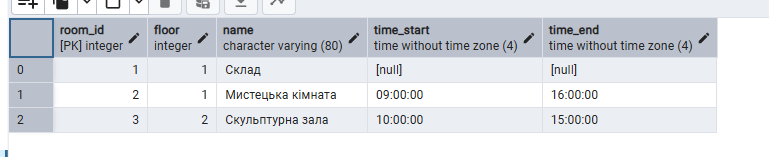 room_id floor name time_start time_end
[PK] integer integer character varying (80) time without time zone (4) time without time zone (4)
0 1 1 Склад [null] [null]
1 2 1 Мистецька кімната 09:00:00 16:00:00
2 3 2 Скульптурна зала 10:00:00 15:00:00